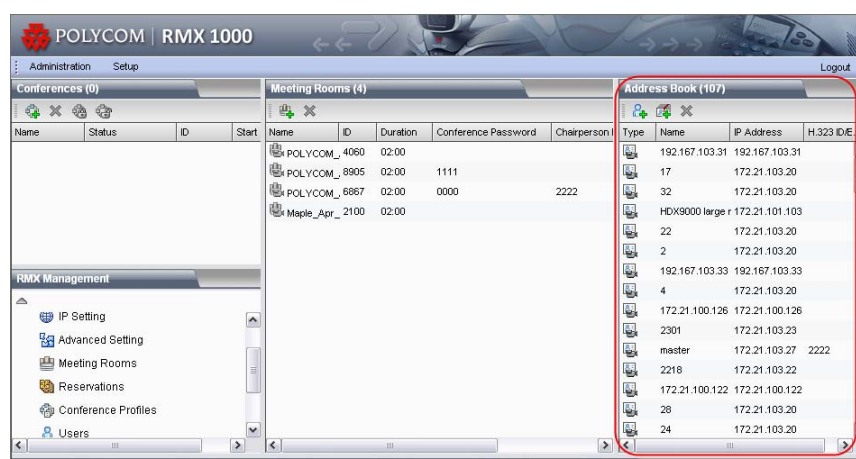 POLYCOM | RMX 1000
Administration Setup Logout
Conferences (0)
Name Status ID Start
RMX Management
IP Setting
Advanced Setting
Meeting Rooms
Reservations
Conference Profiles
Users
Meeting Rooms (4)
Name ID Duration Conference Password Chairperson
POLYCOM_ 4060 02:00
POLYCOM_ 8905 02:00 1111
POLYCOM_ 6867 02:00 0000 2222
Maple_Apr_ 2100 02:00
Address Book (107)
Type Name IP Address H.323 ID/E.
192.167.103.31 192.167.103.31
17 172.21.103.20
32 172.21.103.20
HDX9000 large r 172.21.101.103
22 172.21.103.20
2 172.21.103.20
192.167.103.33 192.167.103.33
4 172.21.103.20
172.21.100.126 172.21.100.126
2301 172.21.103.23
master 172.21.103.27 2222
2218 172.21.103.22
172.21.100.122 172.21.100.122
28 172.21.103.20
24 172.21.103.20